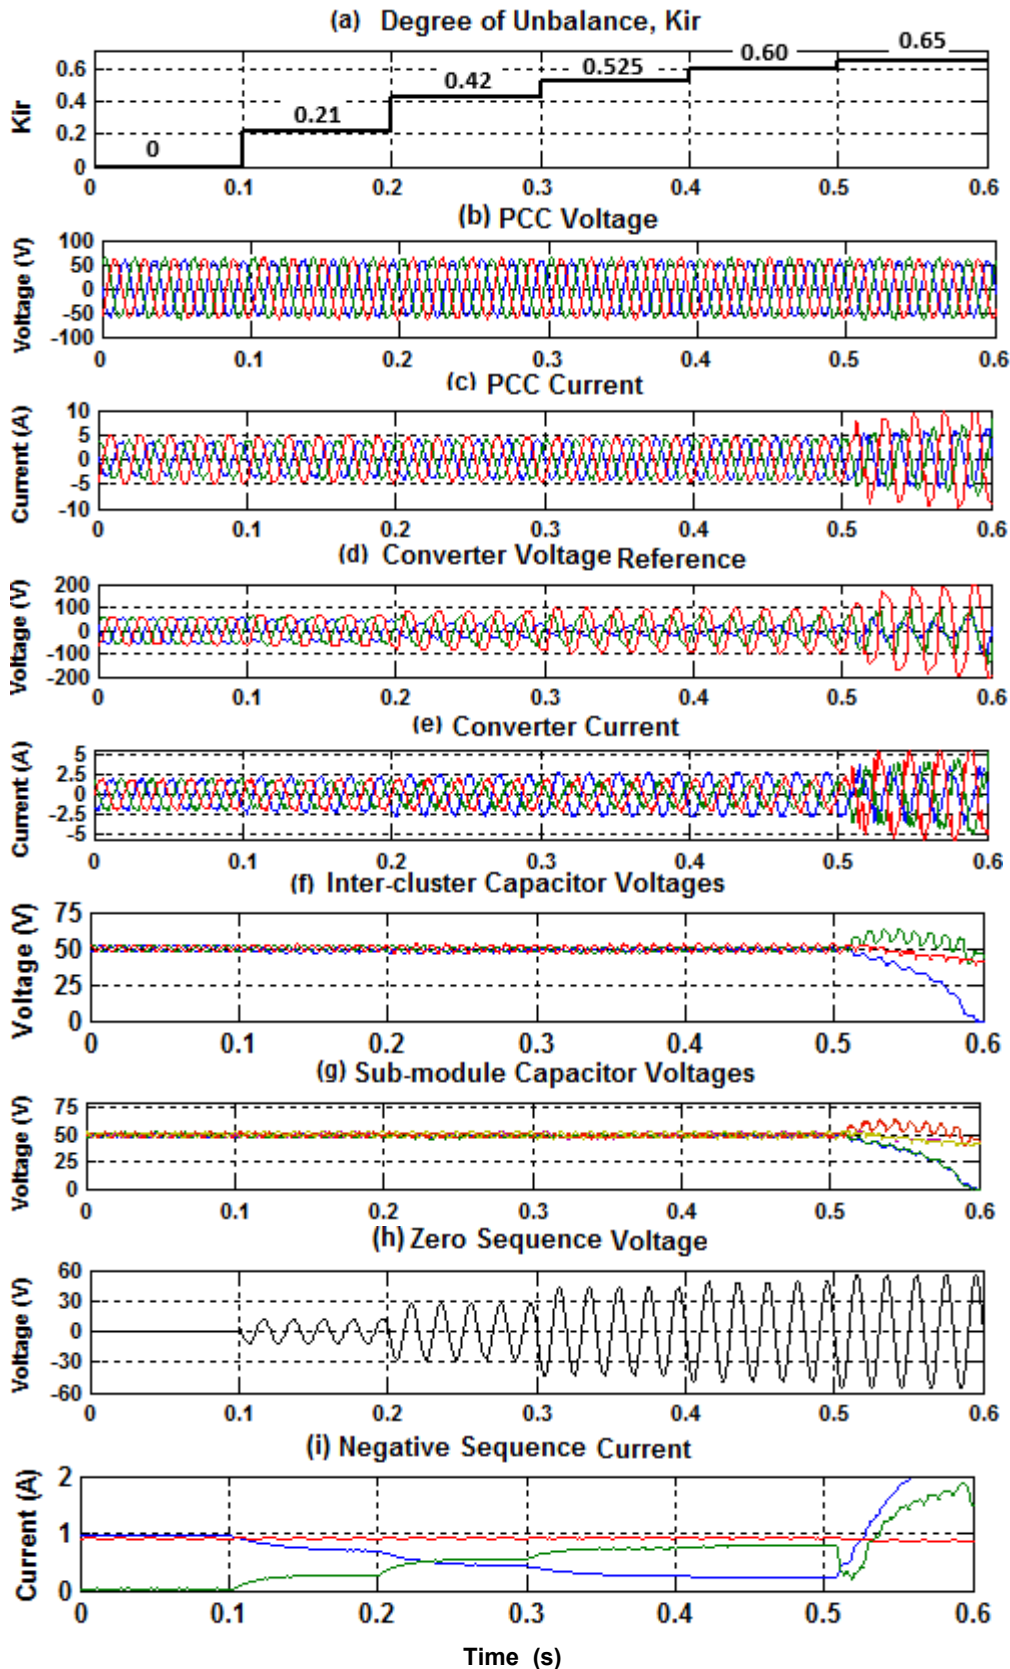 (a) Degree of Unbalance, Kir
Kir
0.6
0.4
0.2
0
0
0.21
0.42
0.525
0.60
0.65
0 0.1 0.2 0.3 0.4 0.5 0.6
(b) PCC Voltage
Voltage (V)
100
50
0
-50
-100
0 0.1 0.2 0.3 0.4 0.5 0.6
(c) PCC Current
Current (A)
10
5
0
-5
-10
0 0.1 0.2 0.3 0.4 0.5 0.6
(d) Converter Voltage Reference
Voltage (V)
200
100
0
-100
-200
0 0.1 0.2 0.3 0.4 0.5 0.6
(e) Converter Current
Current (A)
5
2.5
0
-2.5
-5
0 0.1 0.2 0.3 0.4 0.5 0.6
(f) Inter-cluster Capacitor Voltages
Voltage (V)
75
50
25
0
0 0.1 0.2 0.3 0.4 0.5 0.6
(g) Sub-module Capacitor Voltages
Voltage (V)
75
50
25
0
0 0.1 0.2 0.3 0.4 0.5 0.6
(h) Zero Sequence Voltage
Voltage (V)
60
30
0
-30
-60
0 0.1 0.2 0.3 0.4 0.5 0.6
(i) Negative Sequence Current
Current (A)
2
1
0
0 0.1 0.2 0.3 0.4 0.5 0.6
Time (s)